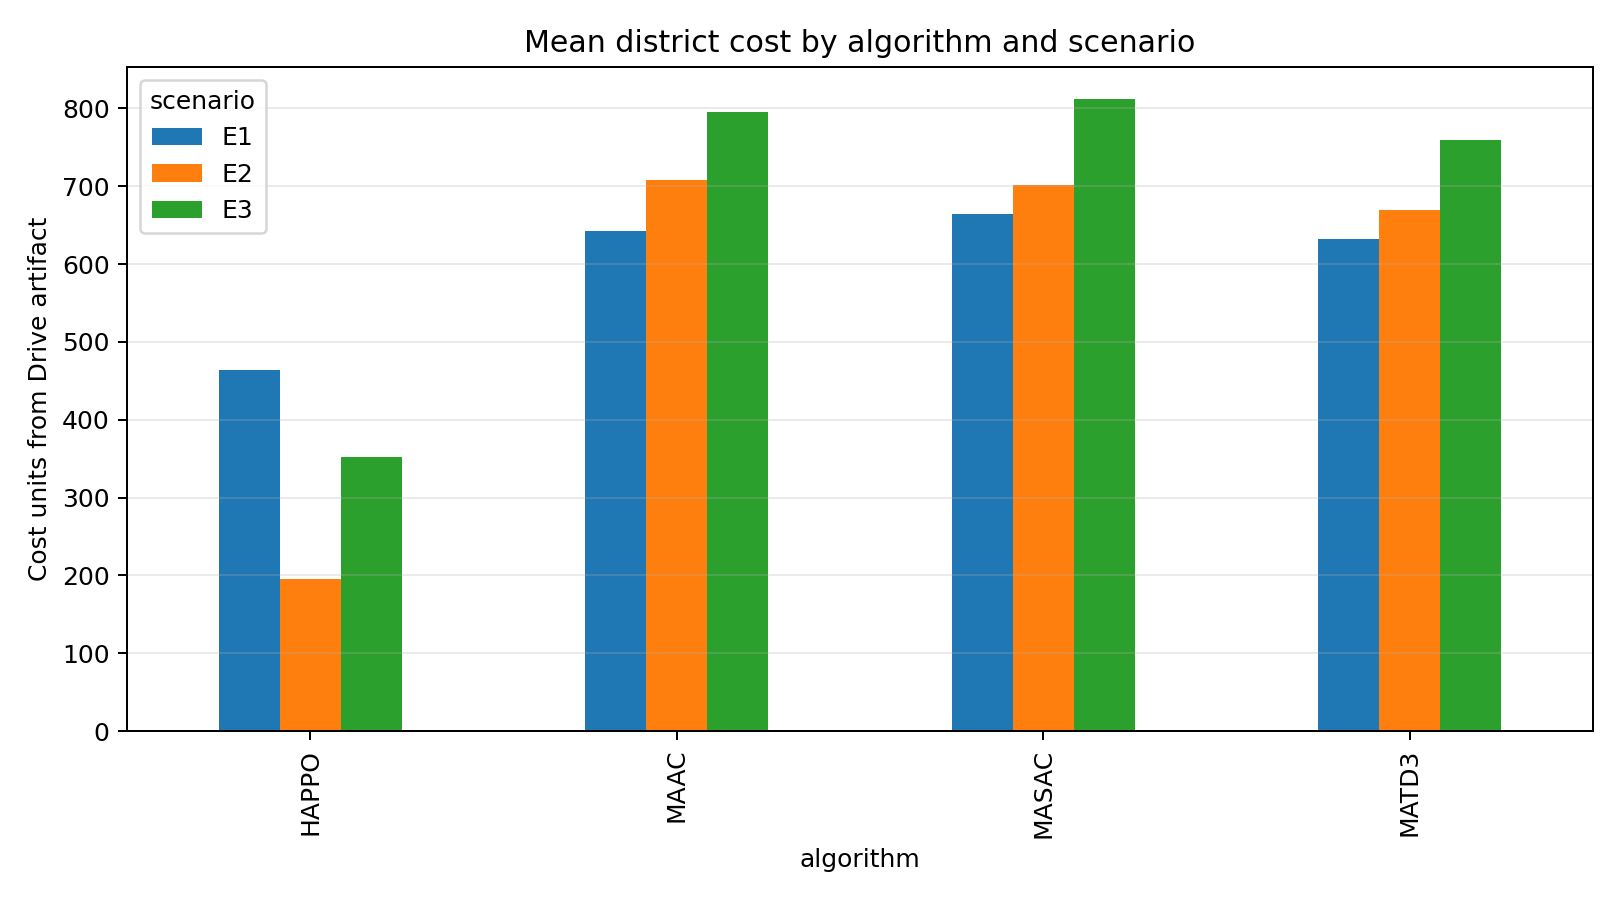 Mean district cost by algorithm and scenario
scenario
E1
E2
E3
Cost units from Drive artifact
800
700
600
500
400
300
200
100
0
HAPPO
MAAC
MASAC
MATD3
algorithm